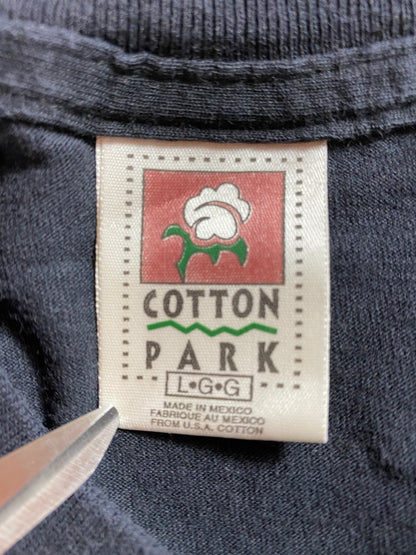 COTTON
PARK
L•G•G
MADE IN MEXICO
FABRIQUE AU MEXICO
FROM U.S.A. COTTON